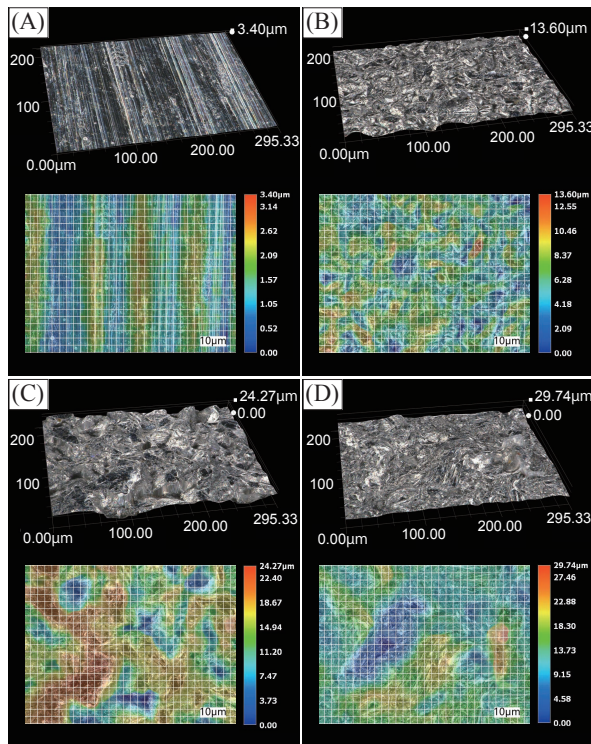 (A)
3.40µm
200
100
0.00µm
100.00
200.00
295.33
3.40µm
3.14
2.62
2.09
1.57
1.05
0.52
0.00
10µm
(B)
13.60µm
200
100
0.00µm
100.00
200.00
295.33
13.60µm
12.55
10.46
8.37
6.28
4.18
2.09
0.00
10µm
(C)
24.27µm
0.00
200
100
0.00µm
100.00
200.00
295.33
24.27µm
22.40
18.67
14.94
11.20
7.47
3.73
0.00
10µm
(D)
29.74µm
0.00
200
100
0.00µm
100.00
200.00
295.33
29.74µm
27.46
22.88
18.30
13.73
9.15
4.58
0.00
10µm